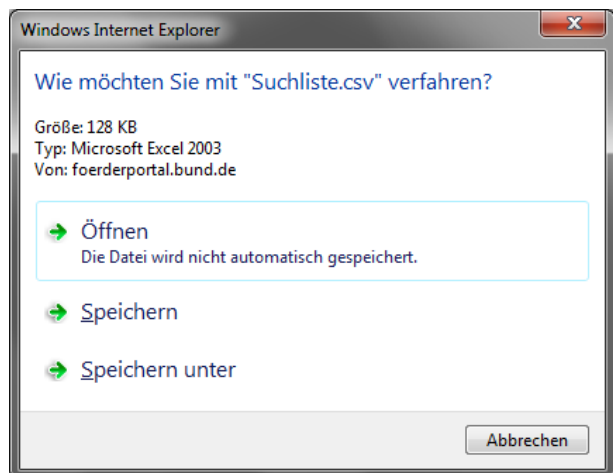 Windows Internet Explorer
Wie möchten Sie mit "Suchliste.csv" verfahren?
Größe: 128 KB
Typ: Microsoft Excel 2003
Von: foerderportal.bund.de
Öffnen
Die Datei wird nicht automatisch gespeichert.
Speichern
Speichern unter
Abbrechen